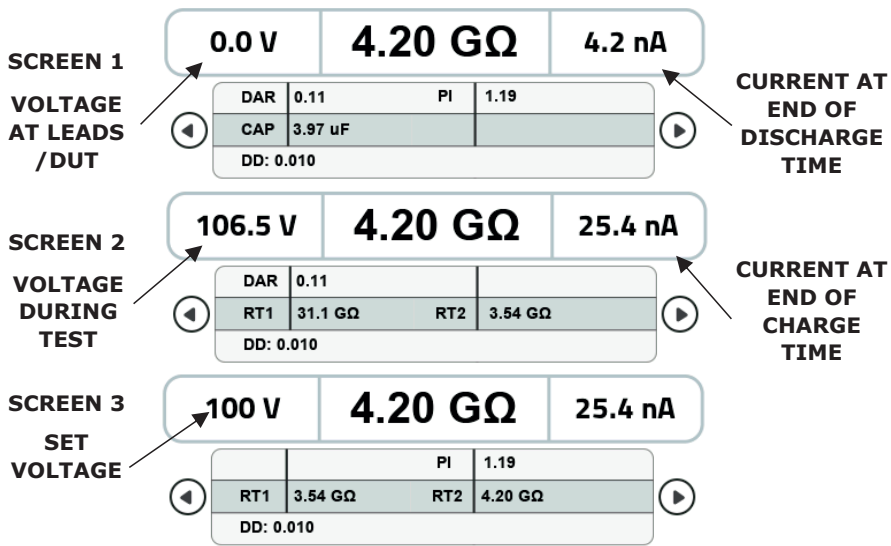 SCREEN 1
VOLTAGE
AT LEADS
/DUT
0.0 V 4.20 GΩ 4.2 nA
DAR 0.11 PI 1.19
CAP 3.97 uF
DD: 0.010
CURRENT AT
END OF
DISCHARGE
TIME
SCREEN 2
VOLTAGE
DURING
TEST
106.5 V 4.20 GΩ 25.4 nA
DAR 0.11
RT1 31.1 GΩ RT2 3.54 GΩ
DD: 0.010
CURRENT AT
END OF
CHARGE
TIME
SCREEN 3
SET
VOLTAGE
100 V 4.20 GΩ 25.4 nA
PI 1.19
RT1 3.54 GΩ RT2 4.20 GΩ
DD: 0.010